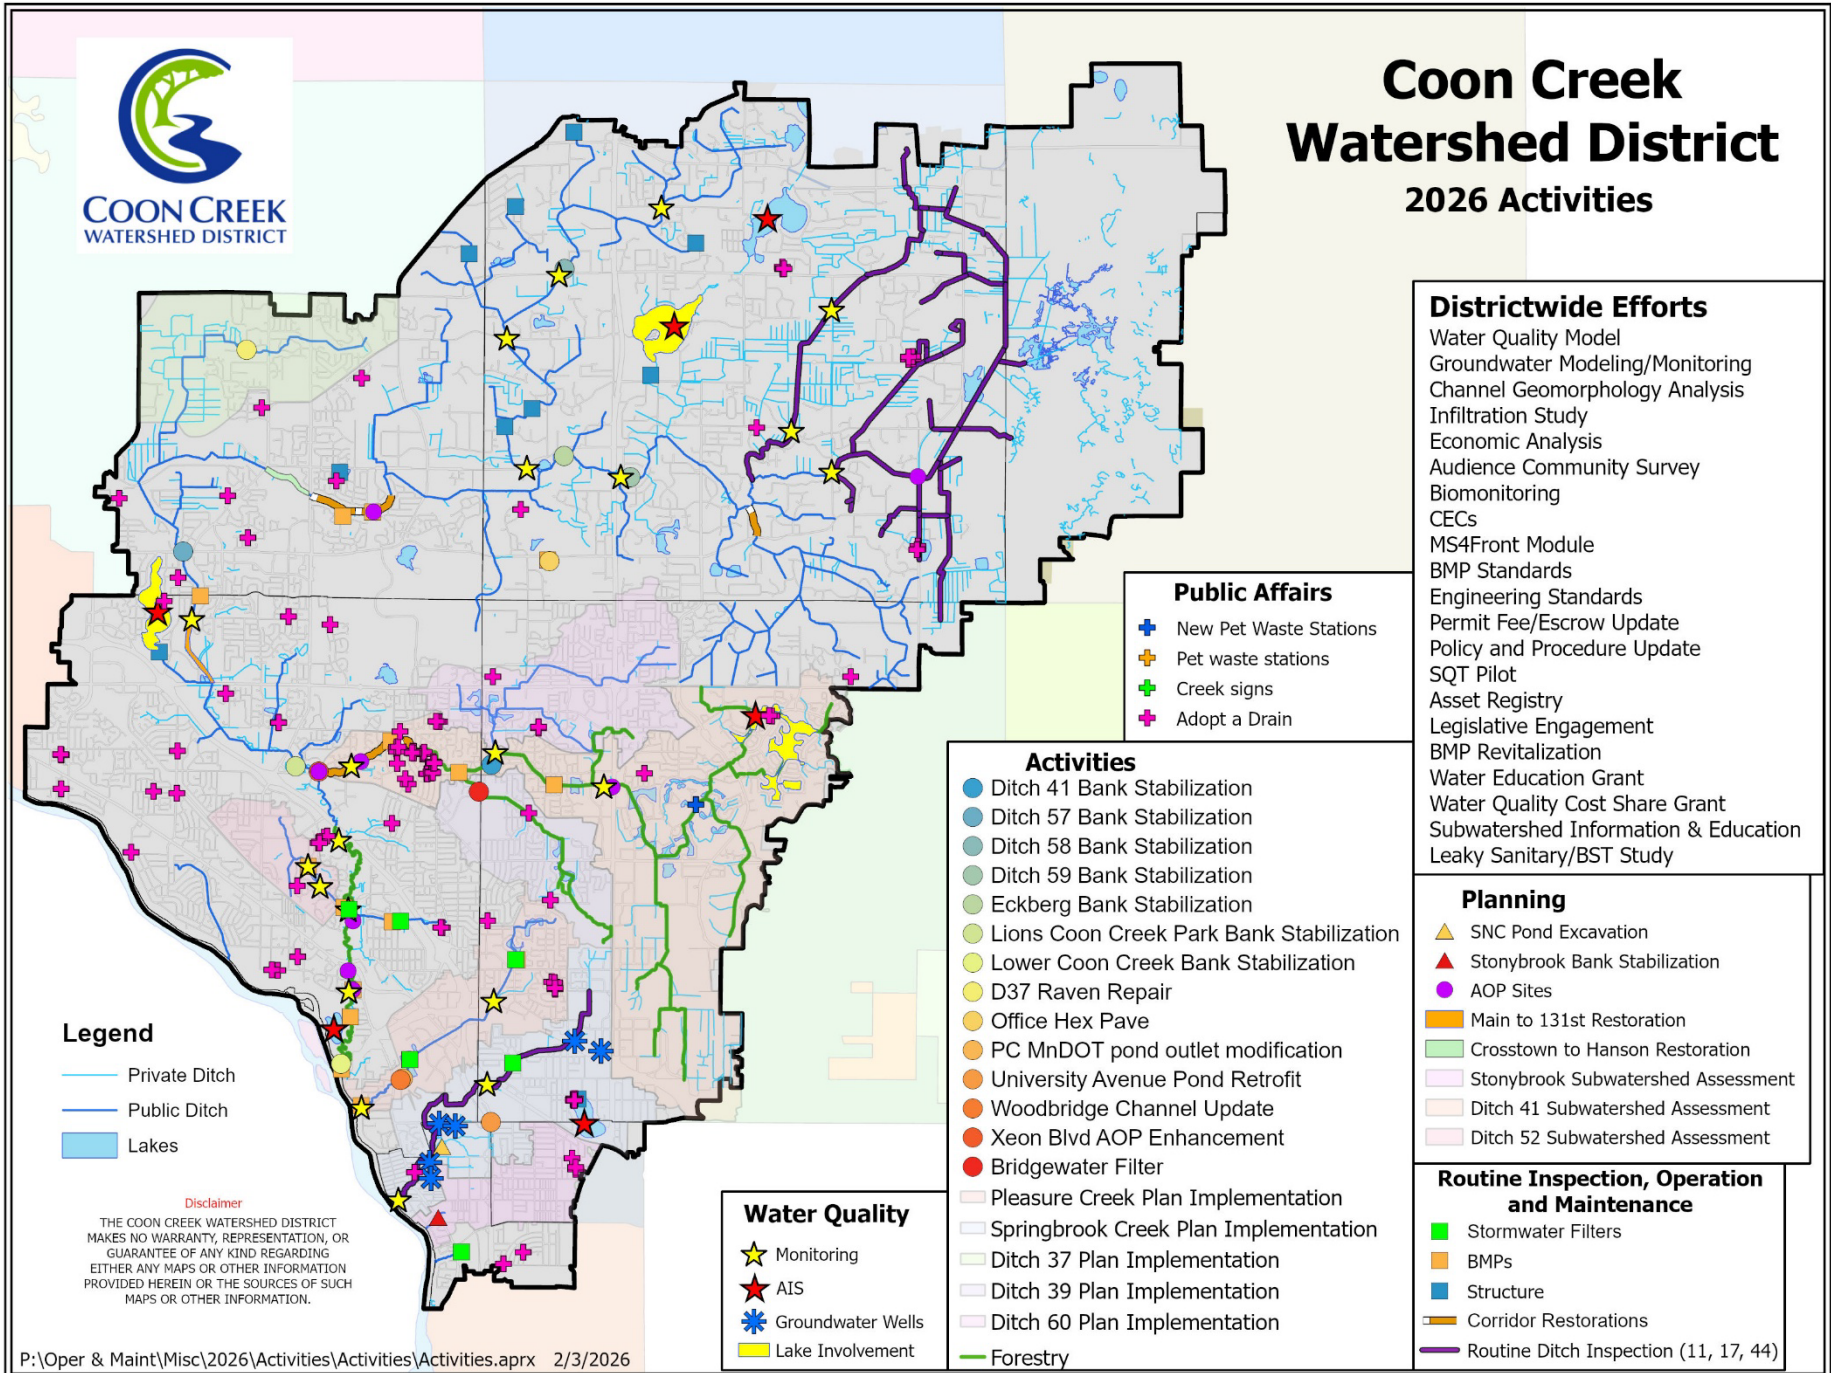 COON CREEK
WATERSHED DISTRICT
Coon Creek
Watershed District
2026 Activities
Districtwide Efforts
Water Quality Model
Groundwater Modeling/Monitoring
Channel Geomorphology Analysis
Infiltration Study
Economic Analysis
Audience Community Survey
Biomonitoring
CECs
MS4Front Module
BMP Standards
Engineering Standards
Permit Fee/Escrow Update
Policy and Procedure Update
SQT Pilot
Asset Registry
Legislative Engagement
BMP Revitalization
Water Education Grant
Water Quality Cost Share Grant
Subwatershed Information & Education
Leaky Sanitary/BST Study
Public Affairs
New Pet Waste Stations
Pet waste stations
Creek signs
Adopt a Drain
Activities
Ditch 41 Bank Stabilization
Ditch 57 Bank Stabilization
Ditch 58 Bank Stabilization
Ditch 59 Bank Stabilization
Eckberg Bank Stabilization
Lions Coon Creek Park Bank Stabilization
Lower Coon Creek Bank Stabilization
D37 Raven Repair
Office Hex Pave
PC MnDOT pond outlet modification
University Avenue Pond Retrofit
Woodbridge Channel Update
Xeon Blvd AOP Enhancement
Bridgewater Filter
Pleasure Creek Plan Implementation
Springbrook Creek Plan Implementation
Ditch 37 Plan Implementation
Ditch 39 Plan Implementation
Ditch 60 Plan Implementation
Forestry
Planning
SNC Pond Excavation
Stonybrook Bank Stabilization
AOP Sites
Main to 131st Restoration
Crosstown to Hanson Restoration
Stonybrook Subwatershed Assessment
Ditch 41 Subwatershed Assessment
Ditch 52 Subwatershed Assessment
Routine Inspection, Operation
and Maintenance
Stormwater Filters
BMPs
Structure
Corridor Restorations
Routine Ditch Inspection (11, 17, 44)
Water Quality
Monitoring
AIS
Groundwater Wells
Lake Involvement
Legend
Private Ditch
Public Ditch
Lakes
Disclaimer
THE COON CREEK WATERSHED DISTRICT
MAKES NO WARRANTY, REPRESENTATION, OR
GUARANTEE OF ANY KIND REGARDING
EITHER ANY MAPS OR OTHER INFORMATION
PROVIDED HEREIN OR THE SOURCES OF SUCH
MAPS OR OTHER INFORMATION.
P:\Oper & Maint\Misc\2026\Activities\Activities\Activities.aprx 2/3/2026